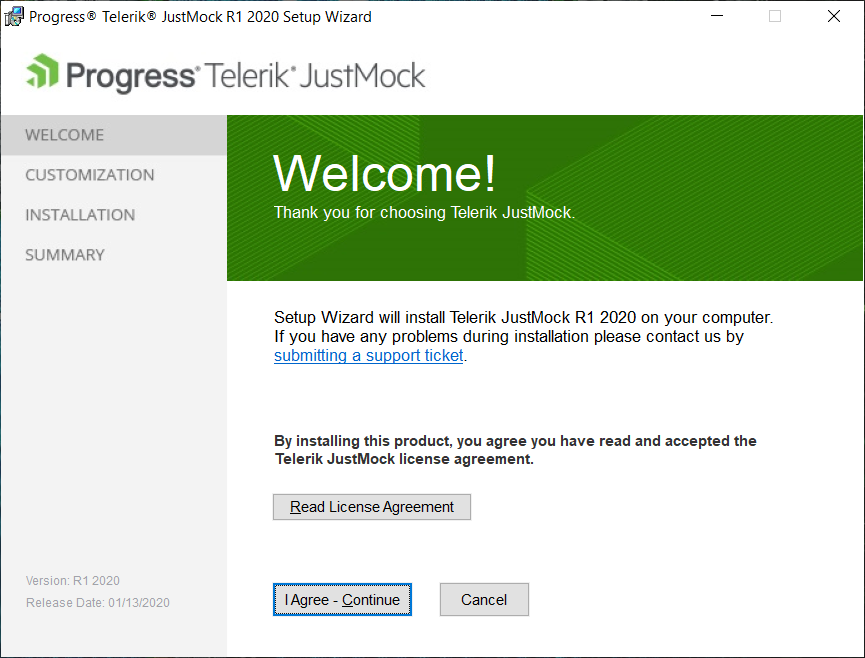 Progress® Telerik® JustMock R1 2020 Setup Wizard
Progress® Telerik® JustMock
WELCOME
CUSTOMIZATION
INSTALLATION
SUMMARY
Welcome!
Thank you for choosing Telerik JustMock.
Setup Wizard will install Telerik JustMock R1 2020 on your computer.
If you have any problems during installation please contact us by
submitting a support ticket.
By installing this product, you agree you have read and accepted the
Telerik JustMock license agreement.
Read License Agreement
Version: R1 2020
Release Date: 01/13/2020
I Agree - Continue
Cancel